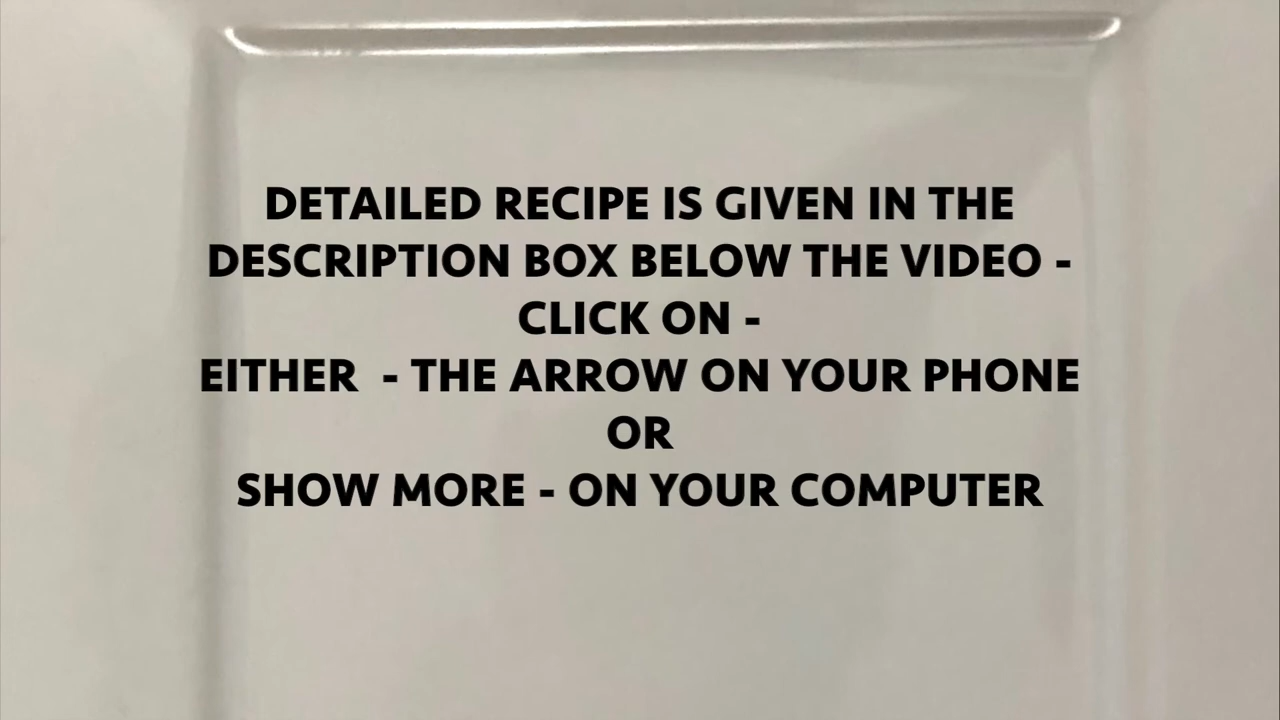 DETAILED RECIPE IS GIVEN IN THE
DESCRIPTION BOX BELOW THE VIDEO -
CLICK ON -
EITHER  - THE ARROW ON YOUR PHONE
OR
SHOW MORE - ON YOUR COMPUTER